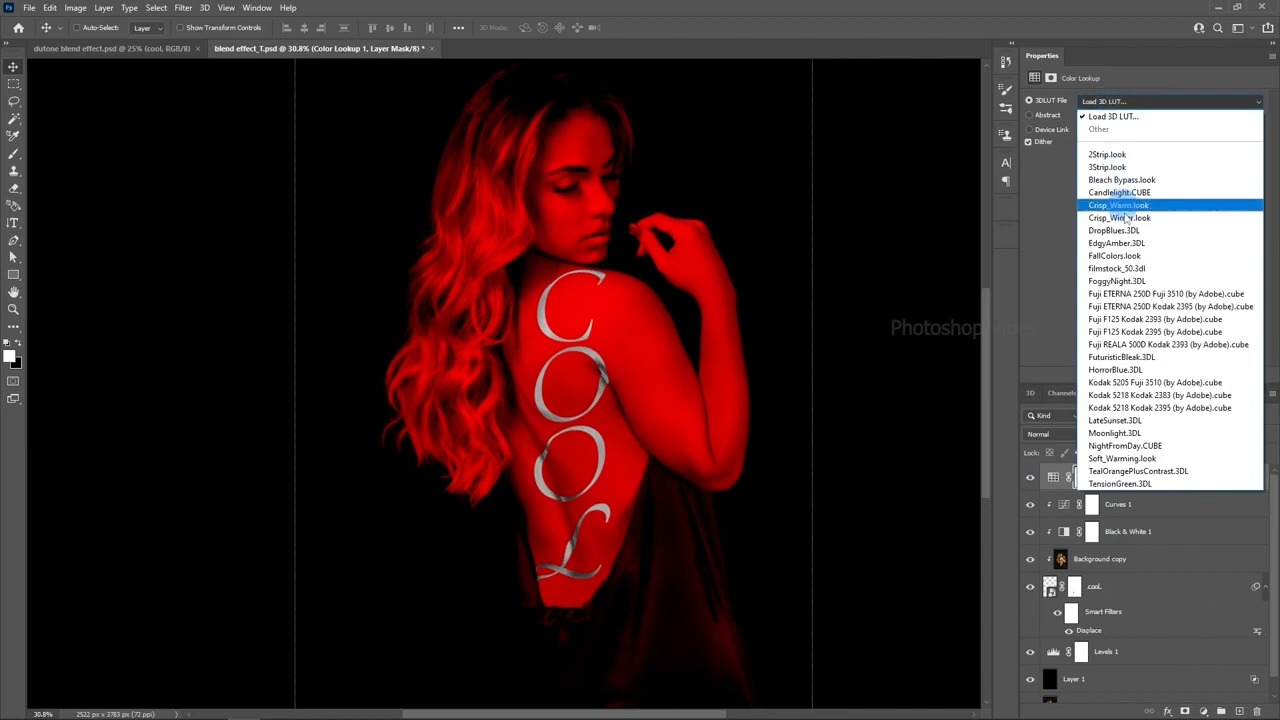 Ps File Edit Image Layer Type Select Filter 3D View Window Help
Auto-Select: Layer Show Transform Controls 3D Mode:
dutone blend effect.psd @ 25% (cool, RGB/8) × blend effect_T.psd @ 30.8% (Color Lookup 1, Layer Mask/8) * ×
Properties
Color Lookup
3DLUT File Load 3D LUT...
Abstract
Device Link
Dither
Load 3D LUT...
Other
2Strip.look
3Strip.look
Bleach Bypass.look
Candlelight.CUBE
Crisp_Warm.look
Crisp_Winter.look
DropBlues.3DL
EdgyAmber.3DL
FallColors.look
filmstock_50.3dl
FoggyNight.3DL
Fuji ETERNA 250D Fuji 3510 (by Adobe).cube
Fuji ETERNA 250D Kodak 2395 (by Adobe).cube
Fuji F125 Kodak 2393 (by Adobe).cube
Fuji F125 Kodak 2395 (by Adobe).cube
Fuji REALA 500D Kodak 2393 (by Adobe).cube
FuturisticBleak.3DL
HorrorBlue.3DL
Kodak 5205 Fuji 3510 (by Adobe).cube
Kodak 5218 Kodak 2383 (by Adobe).cube
Kodak 5218 Kodak 2395 (by Adobe).cube
LateSunset.3DL
Moonlight.3DL
NightFromDay.CUBE
Soft_Warming.look
TealOrangePlusContrast.3DL
TensionGreen.3DL
COOL
Photoshop
3D Channels
Kind
Normal
Lock:
Curves 1
Black & White 1
Background copy
cooL
Smart Filters
Displace
Levels 1
Layer 1
30.8% 2522 px x 3783 px (72 ppi)